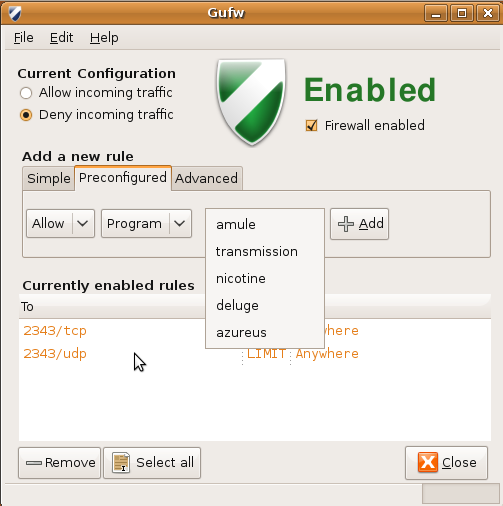 Gufw
File Edit Help
Current Configuration
Allow incoming traffic
Deny incoming traffic
Enabled
Firewall enabled
Add a new rule
Simple Preconfigured Advanced
Allow Program Add
amule
transmission
nicotine
deluge
azureus
Currently enabled rules
To
2343/tcp
2343/udp LIMIT Anywhere
Remove Select all Close